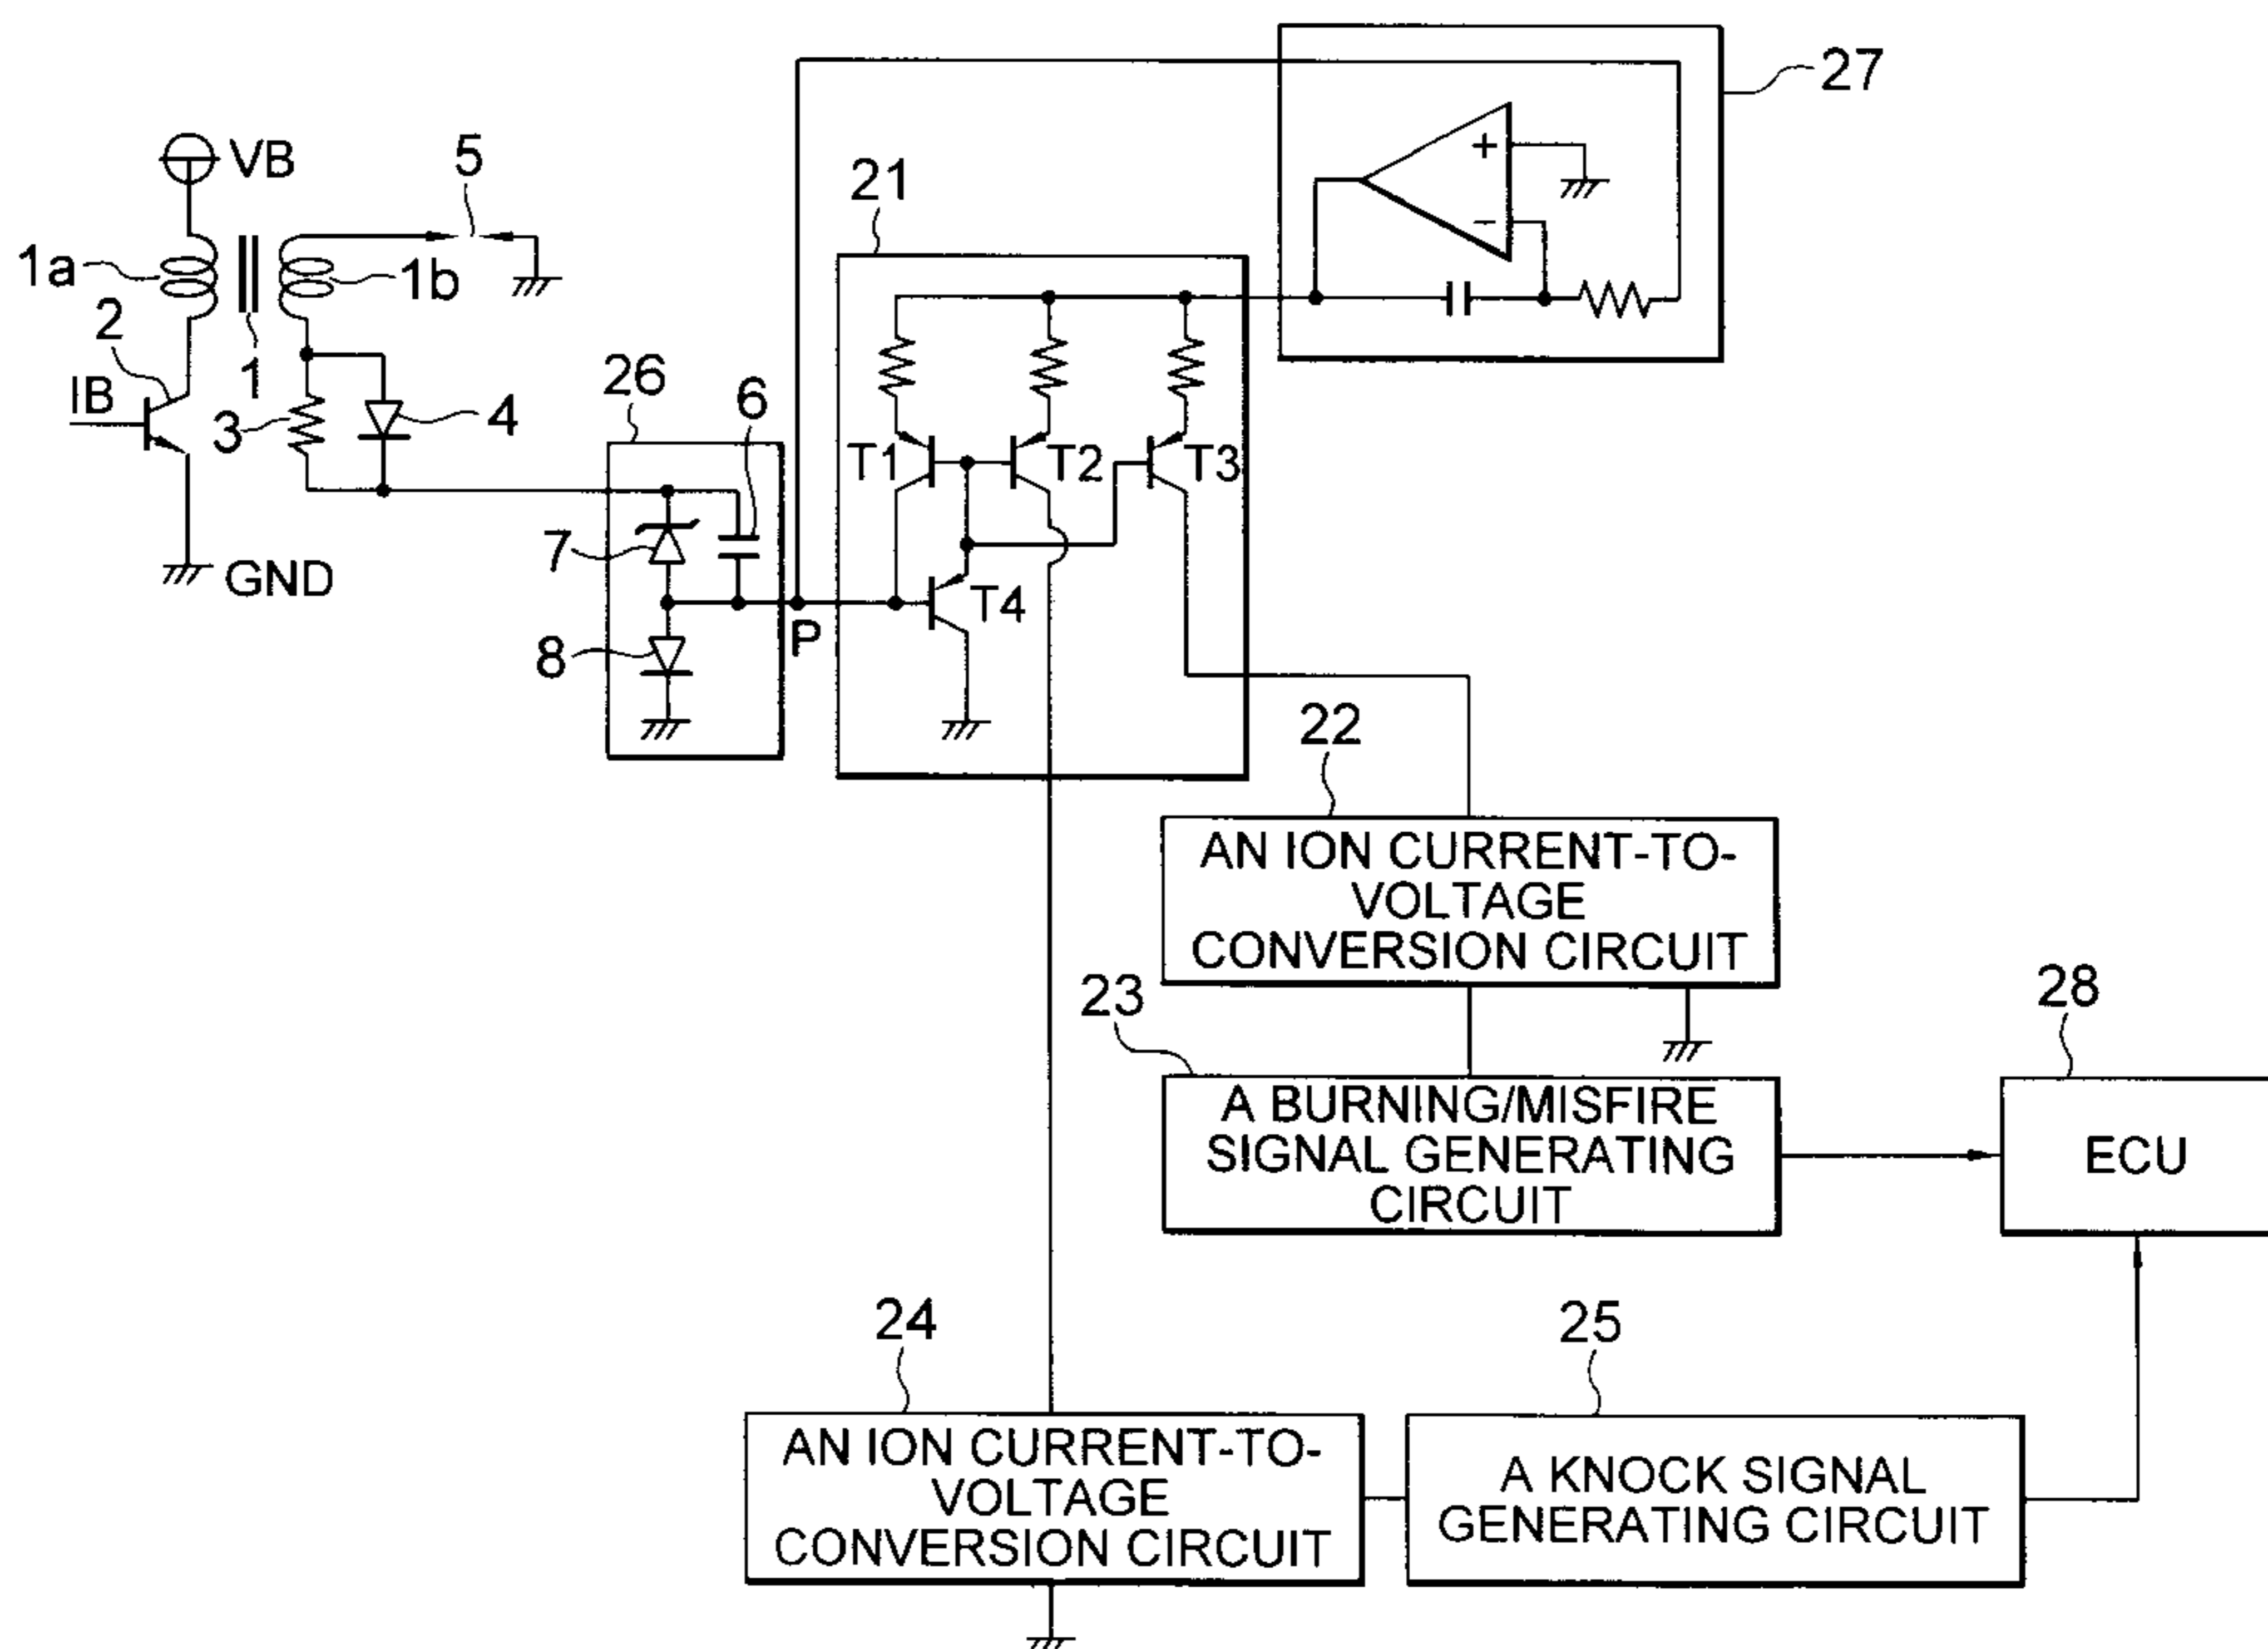 27
VB
5
21
1a
1b
2
1
26
6
IB
3
4
T1
T2
T3
7
T4
GND
P
8
22
AN ION CURRENT-TO-
VOLTAGE
CONVERSION CIRCUIT
23
28
A BURNING/MISFIRE
SIGNAL GENERATING
CIRCUIT
ECU
24
25
AN ION CURRENT-TO-
VOLTAGE
CONVERSION CIRCUIT
A KNOCK SIGNAL
GENERATING CIRCUIT
+
−